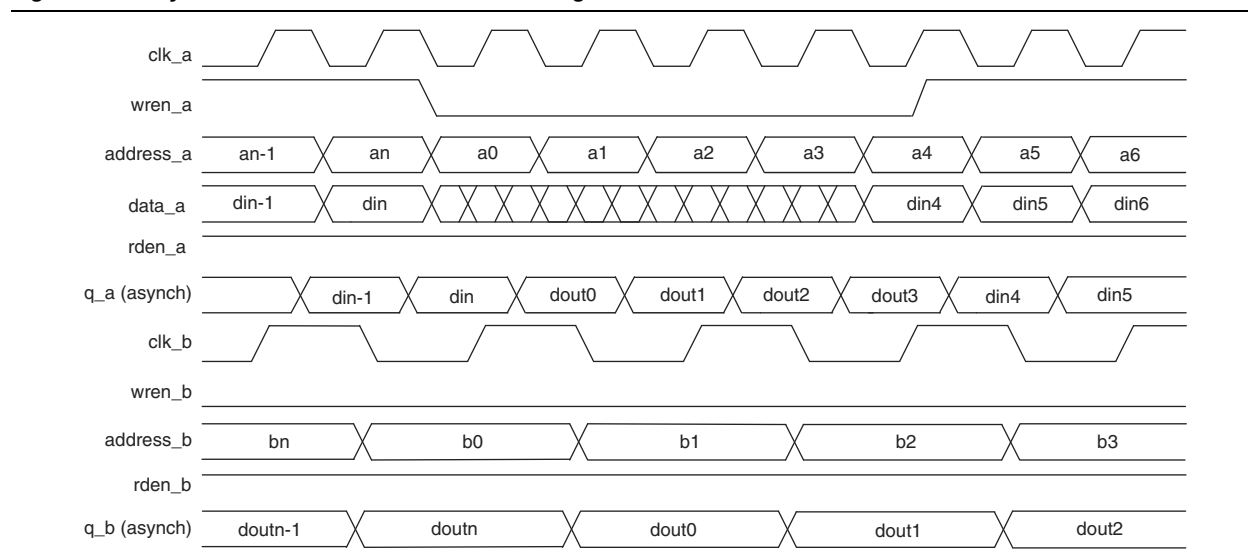 clk_a
wren_a
address_a an-1 an a0 a1 a2 a3 a4 a5 a6
data_a din-1 din din4 din5 din6
rden_a
q_a (asynch) din-1 din dout0 dout1 dout2 dout3 din4 din5
clk_b
wren_b
address_b bn b0 b1 b2 b3
rden_b
q_b (asynch) doutn-1 doutn dout0 dout1 dout2